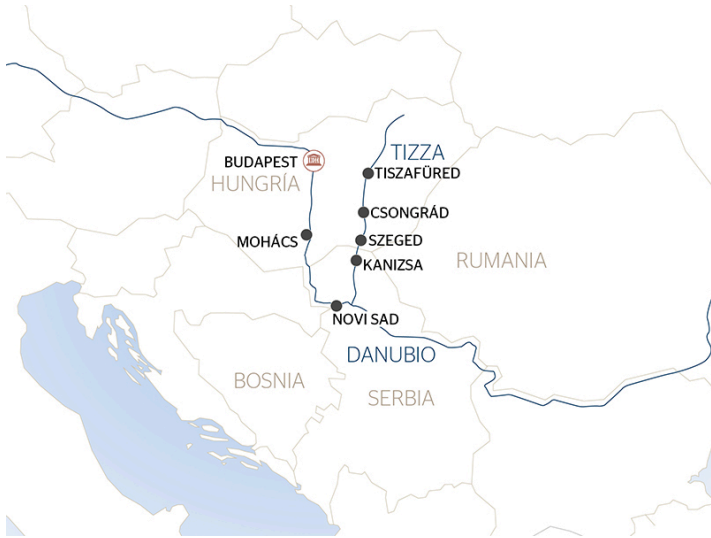 TIZZA
BUDAPEST
TISZAFÜRED
HUNGRÍA
CSONGRÁD
MOHÁCS
SZEGED
KANIZSA
RUMANIA
NOVI SAD
DANUBIO
BOSNIA
SERBIA